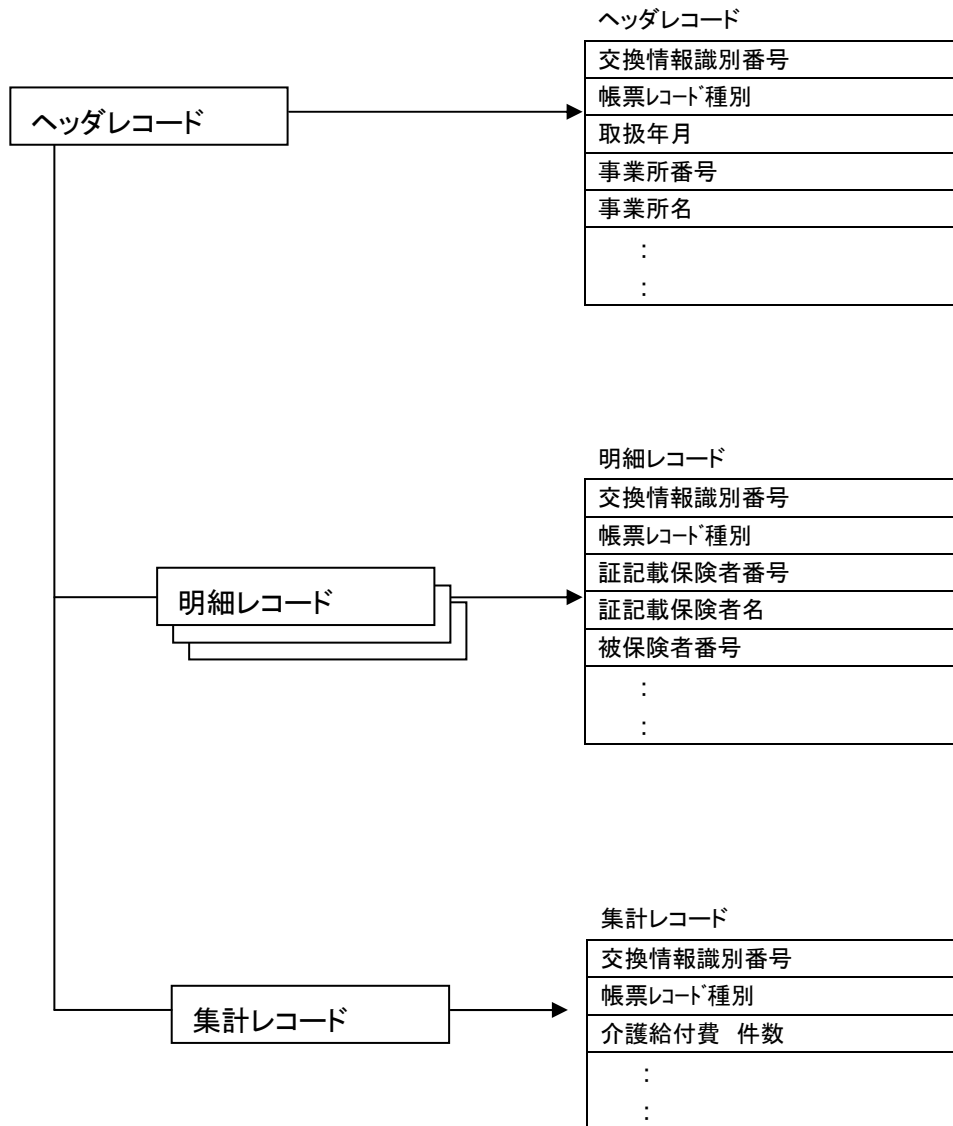 ヘッダレコード
交換情報識別番号
帳票ﾚｺｰﾄﾞ種別
取扱年月
事業所番号
事業所名
:
:
ヘッダレコード
明細レコード
交換情報識別番号
帳票ﾚｺｰﾄﾞ種別
証記載保険者番号
証記載保険者名
被保険者番号
:
:
明細レコード
集計レコード
交換情報識別番号
帳票ﾚｺｰﾄﾞ種別
介護給付費　件数
:
:
集計レコード